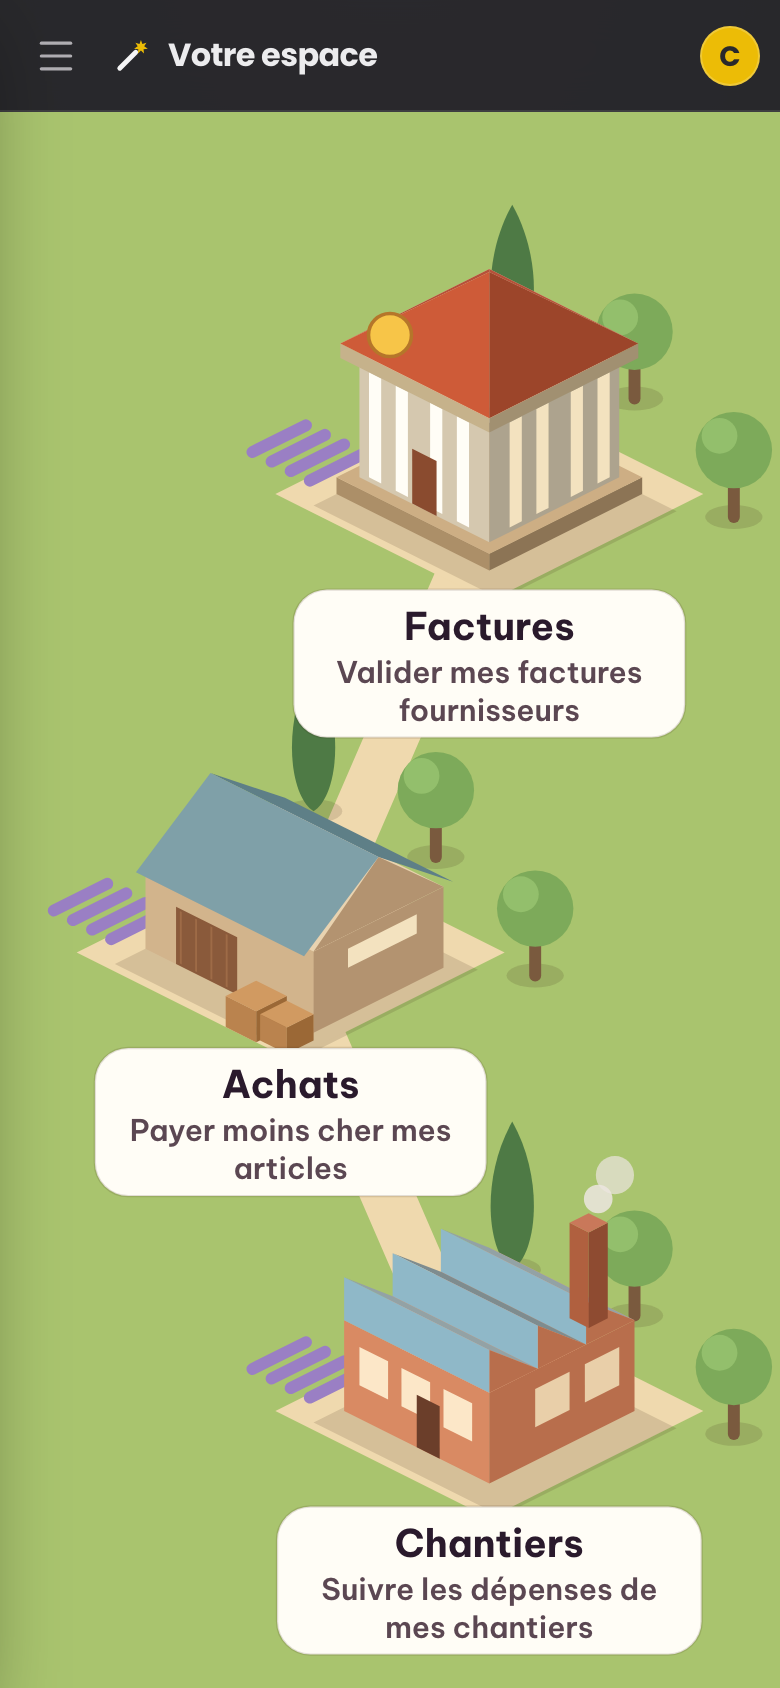 Votre espace
C
Factures
Valider mes factures
fournisseurs
Achats
Payer moins cher mes
articles
Chantiers
Suivre les dépenses de
mes chantiers